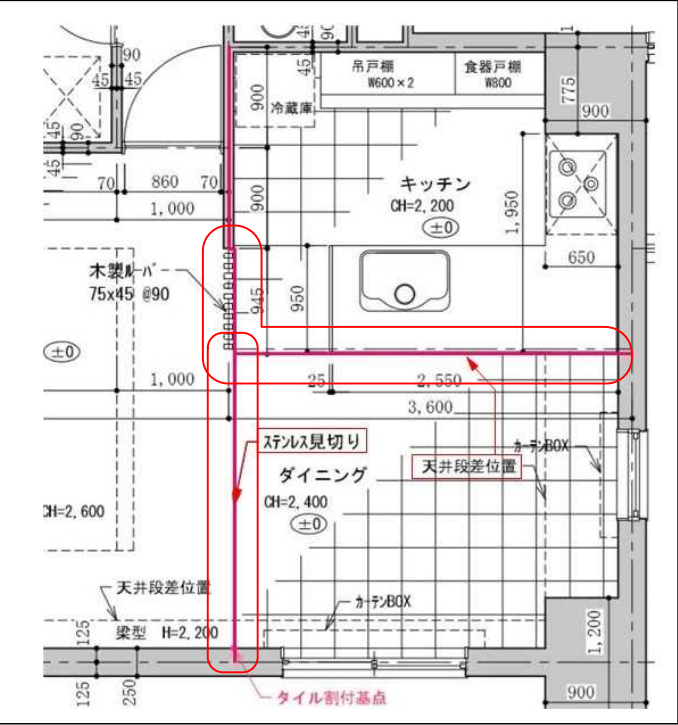 45
90
吊戸棚
W600×2
食器戸棚
W800
90
45
45
45
900
冷蔵庫
775
900
45
90
45
キッチン
CH=2,200
±0
1,950
70
860
70
1,000
900
650
木製ルーバー
75x45 @90
945
950
±0
1,000
25
2,550
3,600
ステンレス見切り
カーテンBOX
天井段差位置
ダイニング
CH=2,400
±0
CH=2,600
天井段差位置
カーテンBOX
125
梁型 H=2,200
1,200
125
250
タイル割付基点
900